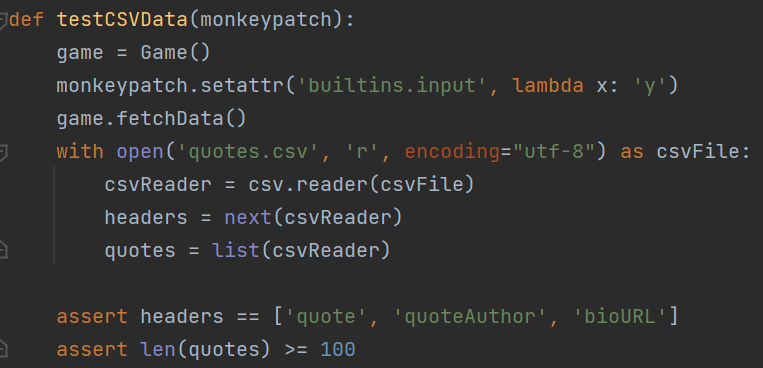 def testCSVData(monkeypatch):
    game = Game()
    monkeypatch.setattr('builtins.input', lambda x: 'y')
    game.fetchData()
    with open('quotes.csv', 'r', encoding="utf-8") as csvFile:
        csvReader = csv.reader(csvFile)
        headers = next(csvReader)
        quotes = list(csvReader)

    assert headers == ['quote', 'quoteAuthor', 'bioURL']
    assert len(quotes) >= 100